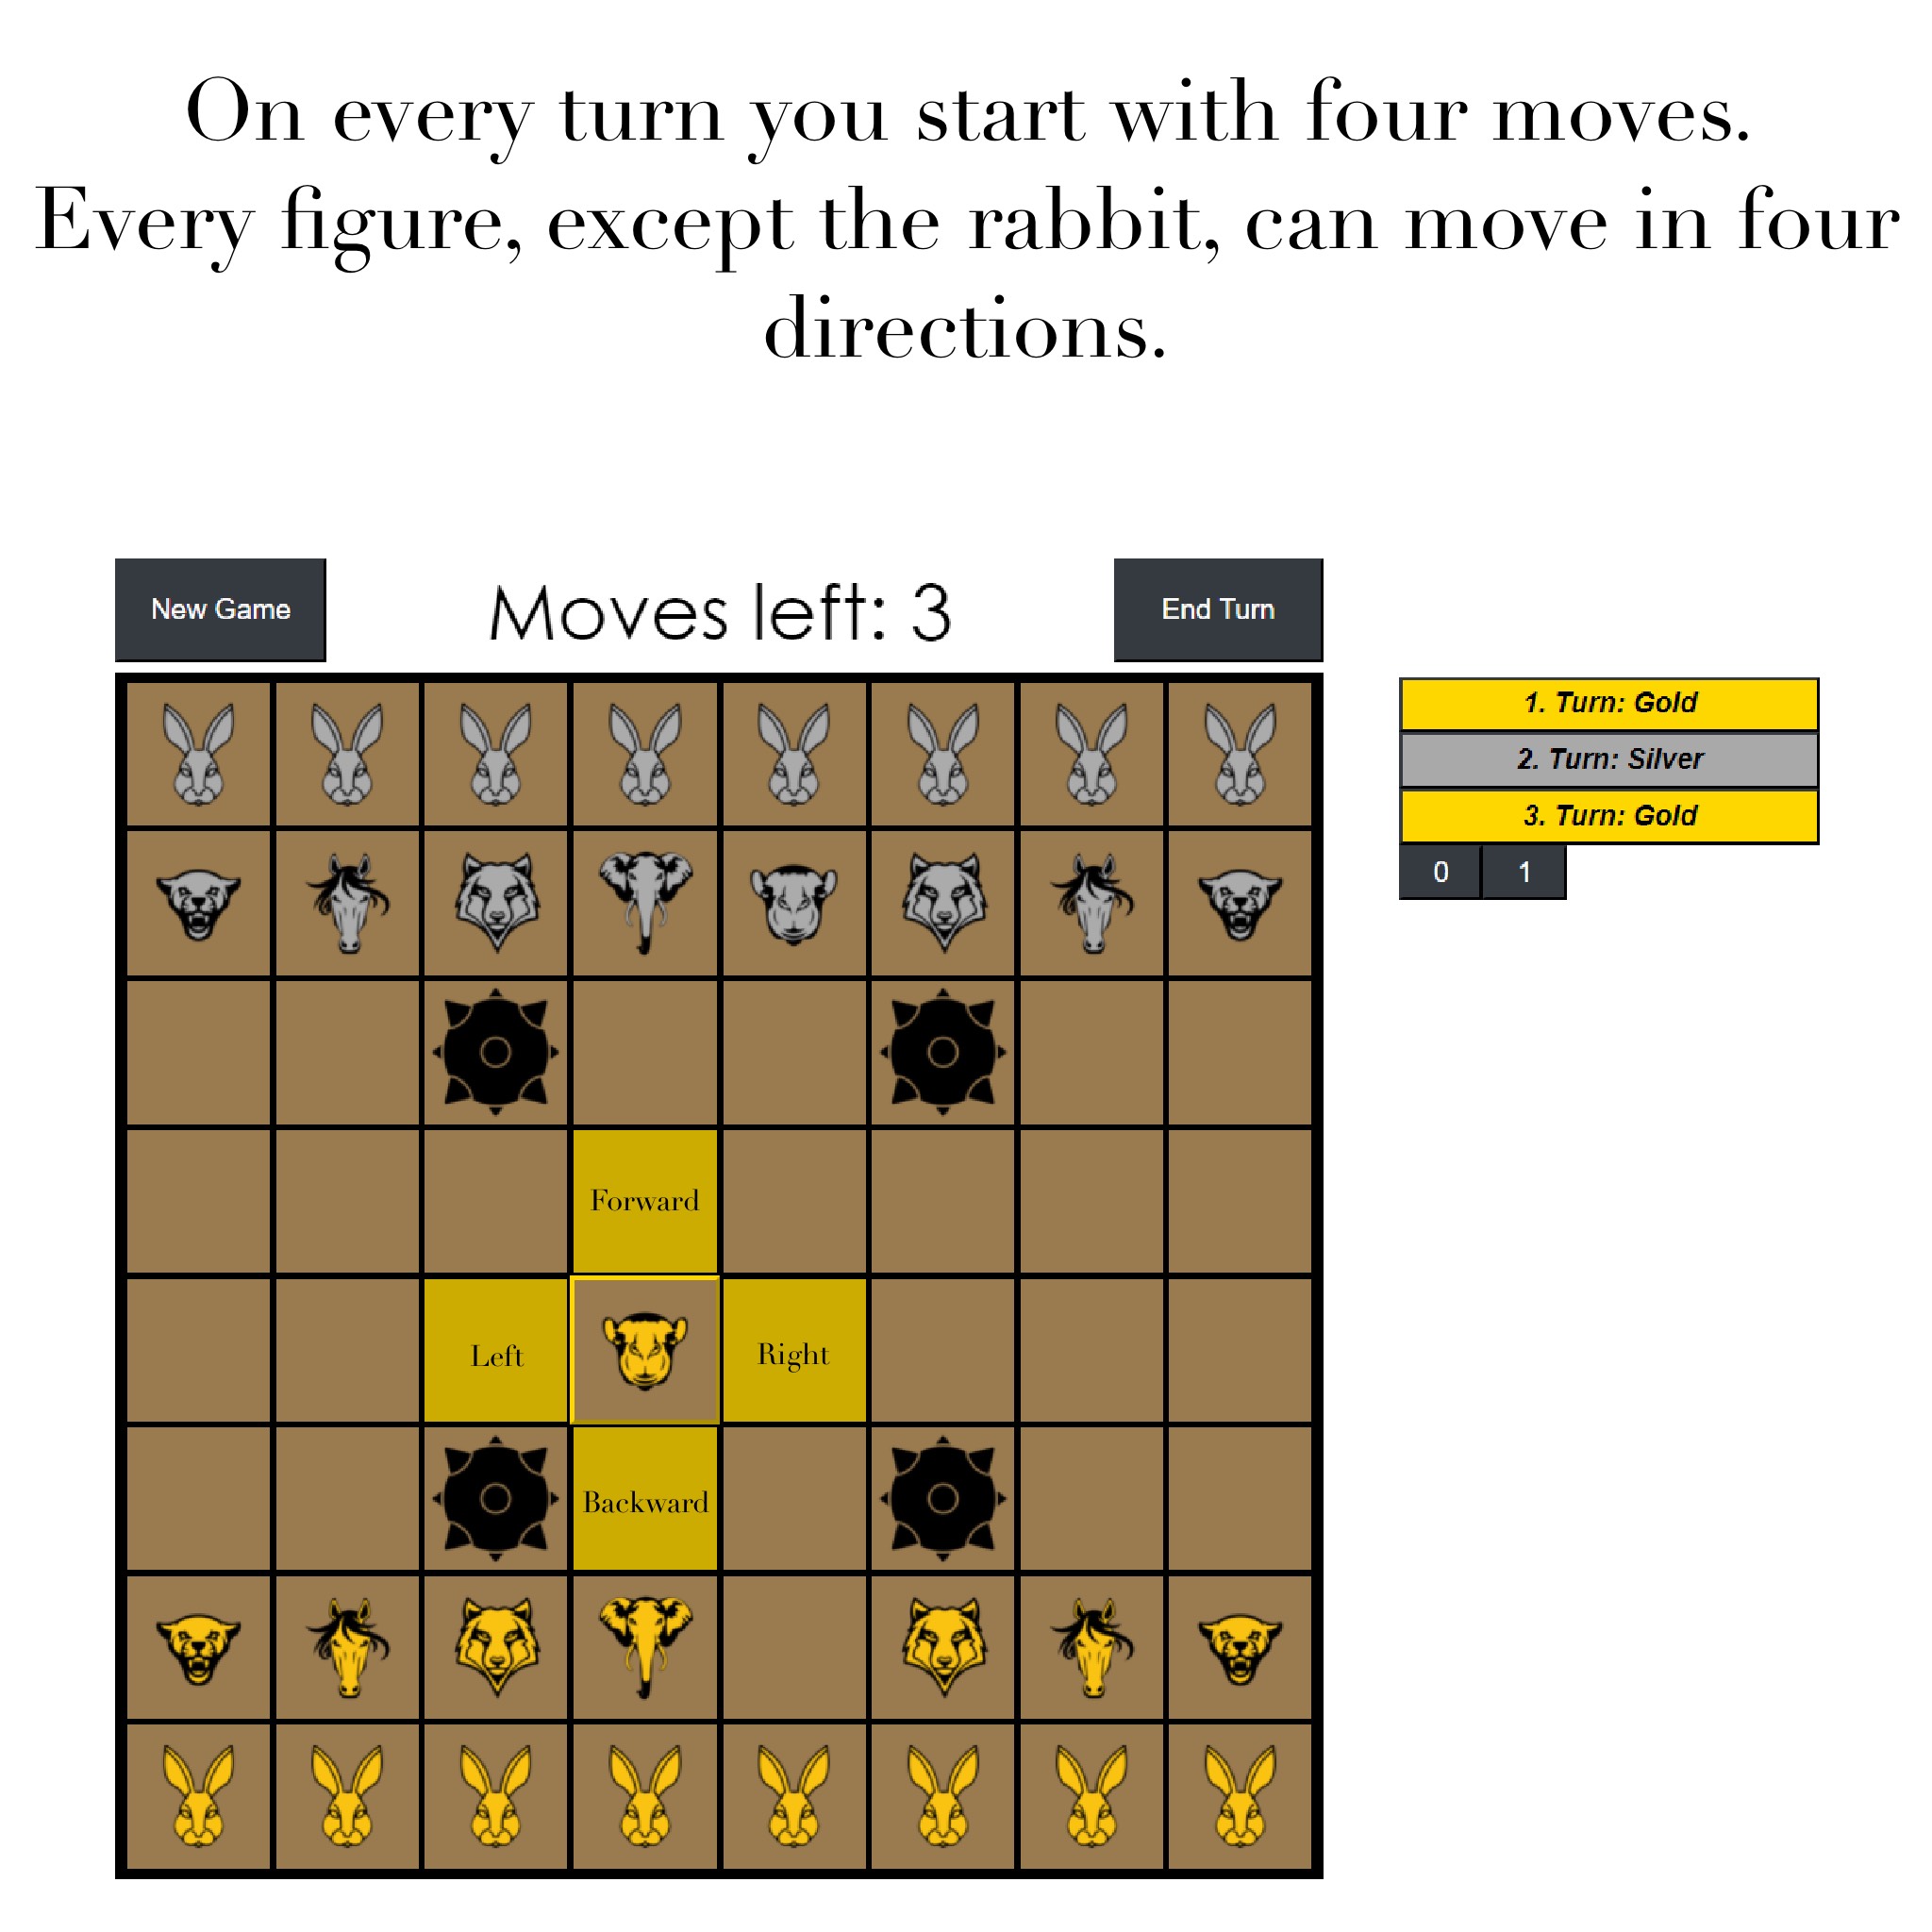 On every turn you start with four moves.
Every figure, except the rabbit, can move in four
directions.
New Game
Moves left: 3
End Turn
1. Turn: Gold
2. Turn: Silver
3. Turn: Gold
0 1
Forward
Left
Right
Backward